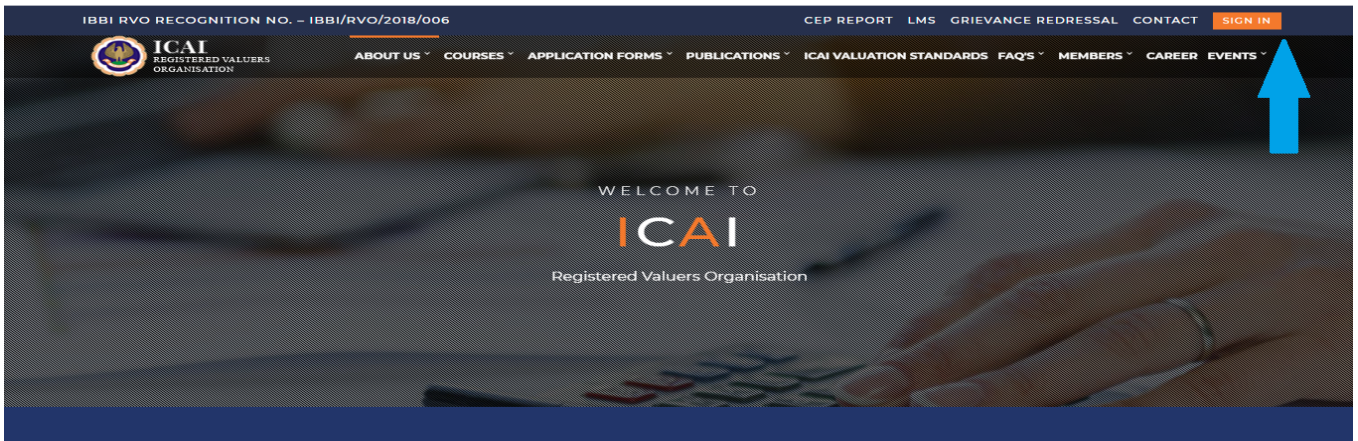 IBBI RVO RECOGNITION NO. – IBBI/RVO/2018/006
CEP REPORT LMS GRIEVANCE REDRESSAL CONTACT SIGN IN
ICAI
REGISTERED VALUERS
ORGANISATION
ABOUT US COURSES APPLICATION FORMS PUBLICATIONS ICAI VALUATION STANDARDS FAQ'S MEMBERS CAREER EVENTS
WELCOME TO
ICAI
Registered Valuers Organisation